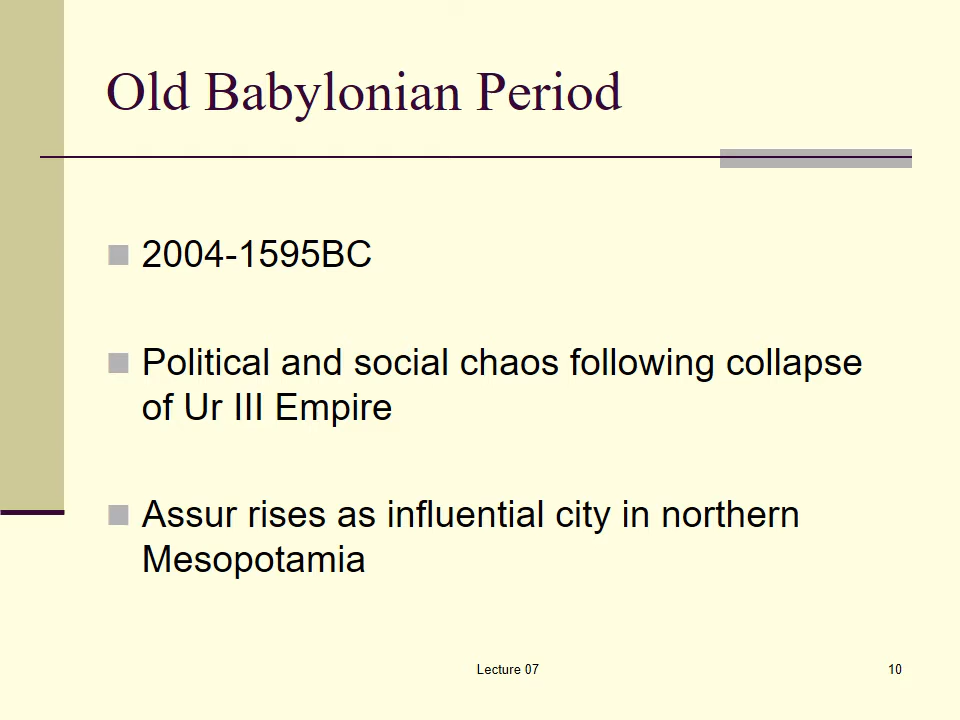 Old Babylonian Period
2004-1595BC
Political and social chaos following collapse
of Ur III Empire
Assur rises as influential city in northern
Mesopotamia
Lecture 07
10